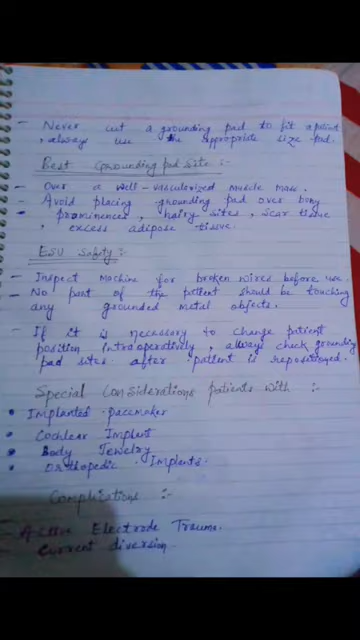 - Never cut a grounding pad to fit a patient
, always use the appropriate size pad.
Best Grounding Pad Site :-
- Over a well-vascularized muscle mass.
- Avoid placing grounding pad over bony
- prominences, hairy sites, scar tissue
, excess adipose tissue.
ESU Safety :-
- Inspect machine for broken wires before use.
- No part of the patient should be touching
any grounded metal objects.
- If it is necessary to change patient
position intraoperatively, always check grounding
pad sites after patient is repositioned.
Special Considerations patients with :-
• Implanted pacemaker
• Cochlear Implant
• Body Jewelry
• Orthopedic Implants.
Complications :-
- Active Electrode Trauma.
Current diversion.